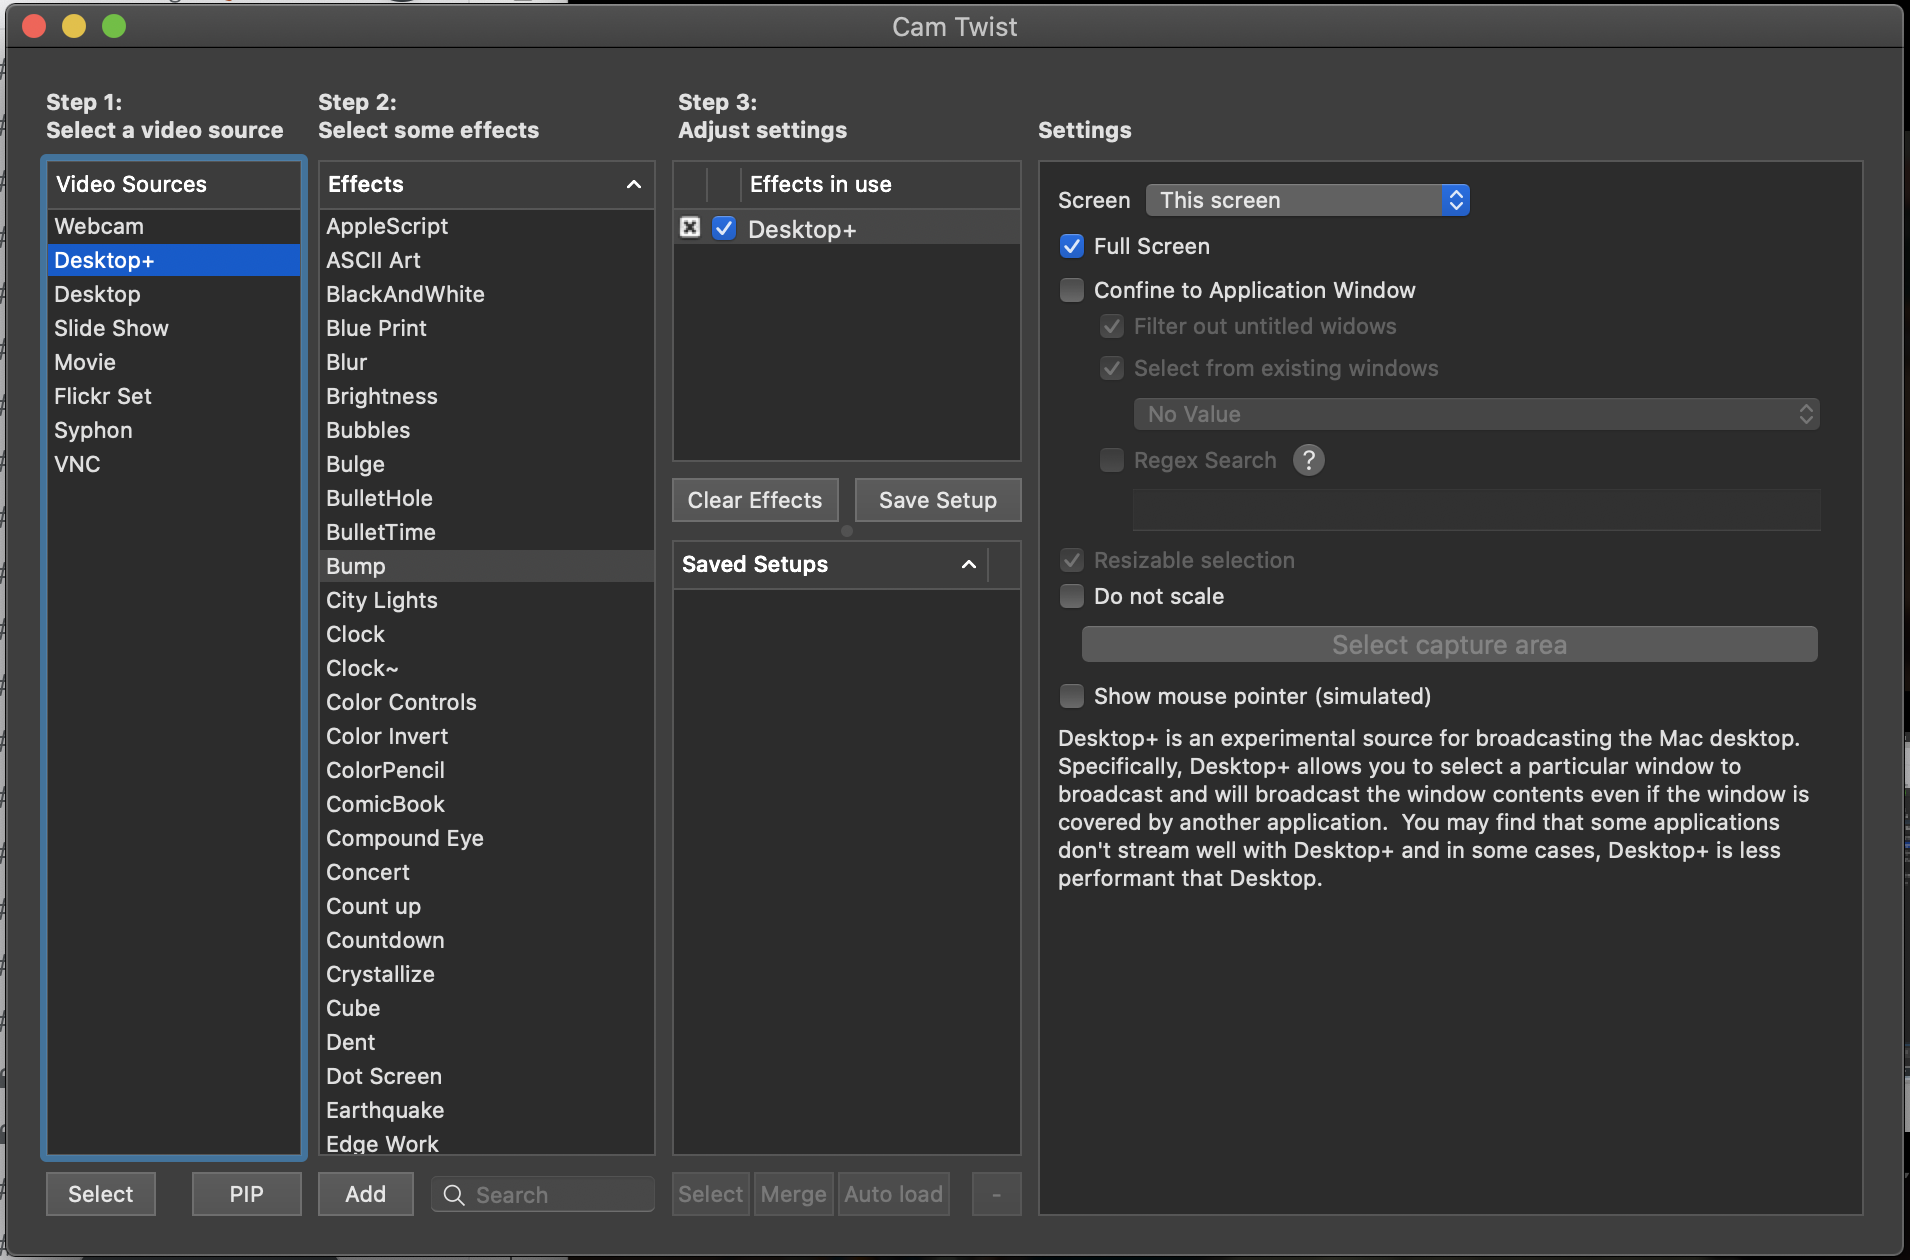 Cam Twist
Step 1:
Select a video source
Step 2:
Select some effects
Step 3:
Adjust settings
Settings
Video Sources
Webcam
Desktop+
Desktop
Slide Show
Movie
Flickr Set
Syphon
VNC
Select
PIP
Effects
AppleScript
ASCII Art
BlackAndWhite
Blue Print
Blur
Brightness
Bubbles
Bulge
BulletHole
BulletTime
Bump
City Lights
Clock
Clock~
Color Controls
Color Invert
ColorPencil
ComicBook
Compound Eye
Concert
Count up
Countdown
Crystallize
Cube
Dent
Dot Screen
Earthquake
Edge Work
Add
Search
Effects in use
Desktop+
Clear Effects
Save Setup
Saved Setups
Select
Merge
Auto load
-
Screen
This screen
Full Screen
Confine to Application Window
Filter out untitled widows
Select from existing windows
No Value
Regex Search
?
Resizable selection
Do not scale
Select capture area
Show mouse pointer (simulated)
Desktop+ is an experimental source for broadcasting the Mac desktop.
Specifically, Desktop+ allows you to select a particular window to
broadcast and will broadcast the window contents even if the window is
covered by another application.  You may find that some applications
don't stream well with Desktop+ and in some cases, Desktop+ is less
performant that Desktop.